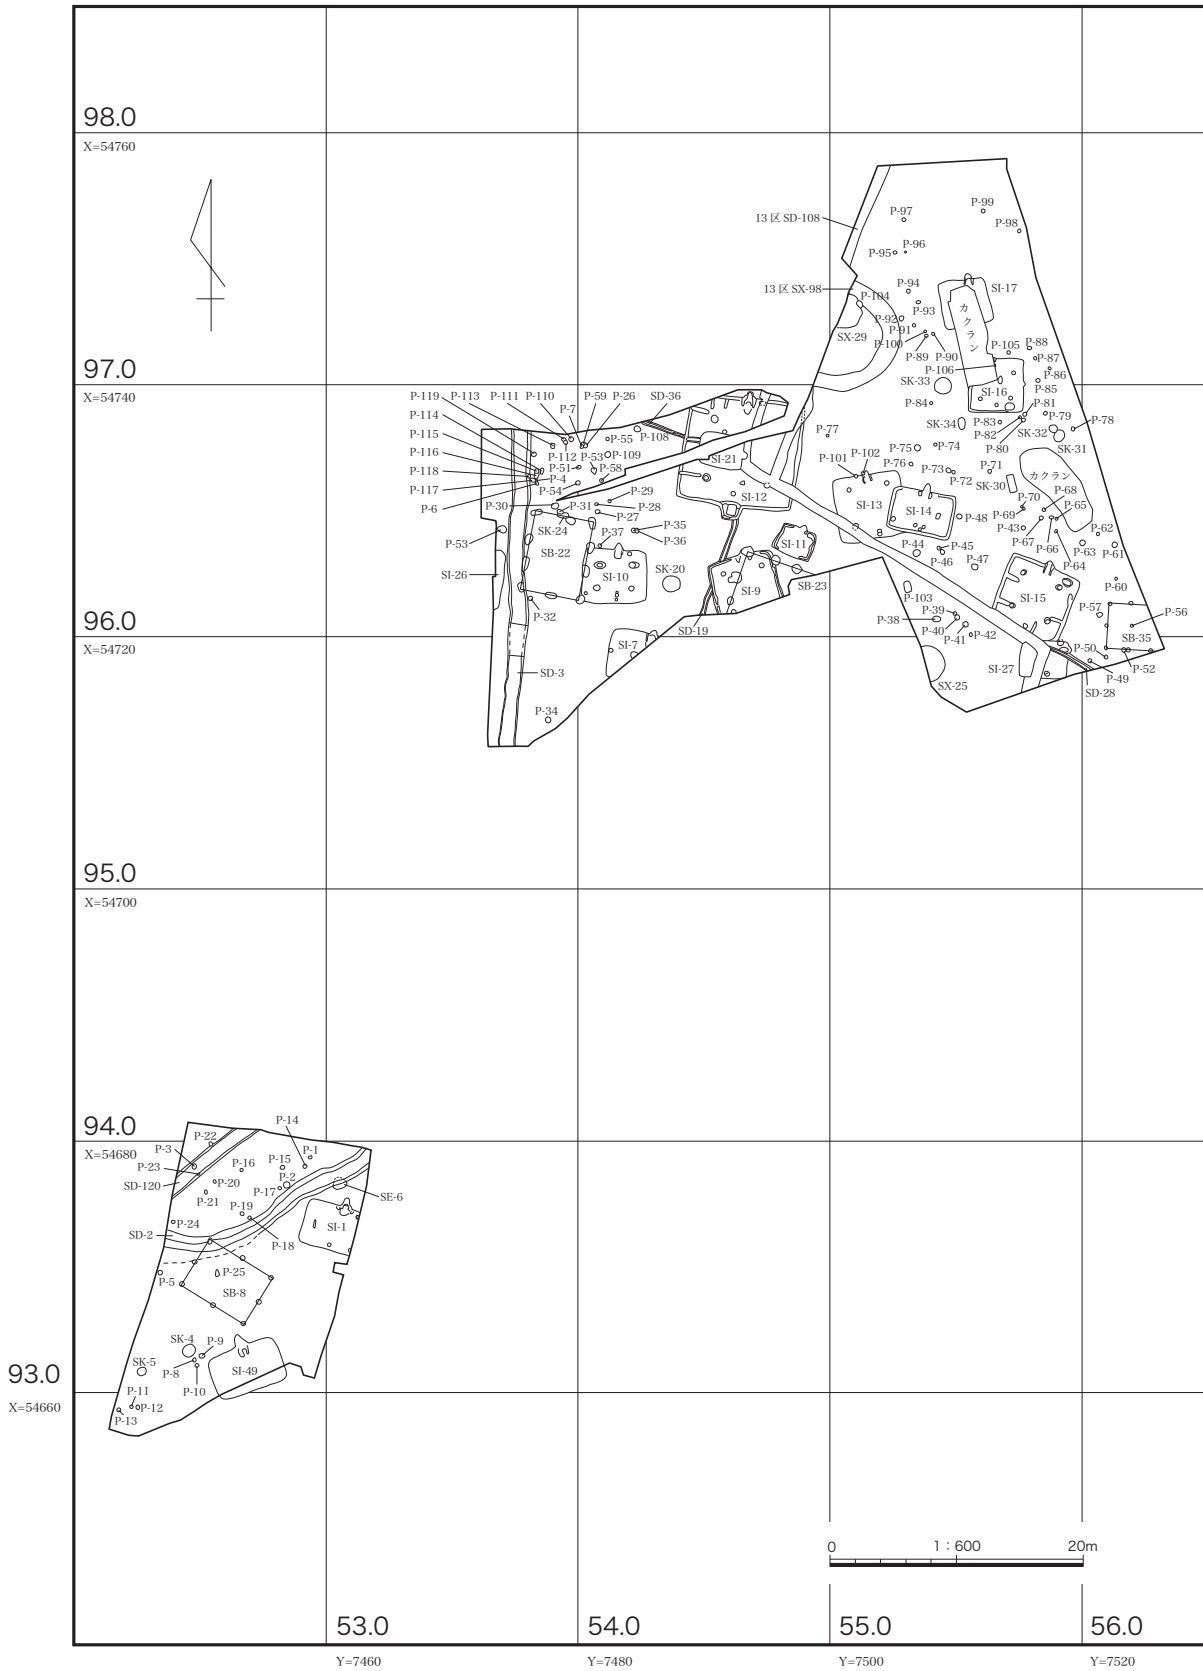 98.0
X=54760
P-99
P-97
13 区 SD-108
P-98
P-96
P-95
P-94
SI-17
13 区 SX-98
P-104
カクラン
P-93
P-92
P-91
P-100
SX-29
P-105
P-88
P-89
P-90
P-87
P-106
97.0
P-86
X=54740
SK-33
SI-16
P-85
P-119
P-113
P-111
P-110
P-59
P-26
SD-36
P-7
P-84
P-81
P-114
P-79
P-78
P-115
P-55
P-108
P-77
SK-34
P-83
P-82
SK-32
P-80
SK-31
P-116
P-112
P-53
P-109
SI-21
P-75
P-74
P-118
P-51
P-58
P-101
P-102
P-76
P-73
P-71
カクラン
P-117
P-4
P-72
SK-30
P-6
P-54
P-29
SI-12
P-70
P-68
P-30
P-31
P-28
SI-13
SI-14
P-48
P-69
P-65
P-27
SK-24
P-35
P-43
P-62
P-53
P-37
P-36
SI-11
P-67
P-66
P-63
P-61
SB-22
P-44
P-45
P-64
P-46
P-47
SI-26
SI-10
SK-20
SB-23
P-60
SI-9
P-103
SI-15
P-57
P-32
P-39
P-56
96.0
P-38
P-40
X=54720
SD-19
P-41
P-42
SB-35
SI-7
P-50
SD-3
SI-27
P-52
SX-25
P-49
SD-28
P-34
95.0
X=54700
P-14
94.0
P-22
X=54680
P-3
P-1
P-15
P-23
P-16
P-2
SD-120
P-20
P-17
SE-6
P-21
P-19
P-24
SI-1
SD-2
P-18
P-5
P-25
SB-8
SK-4
P-9
SK-5
P-8
SI-49
93.0
P-10
X=54660
P-11
P-12
P-13
0
1：600
20m
53.0
54.0
55.0
56.0
Y=7460
Y=7480
Y=7500
Y=7520